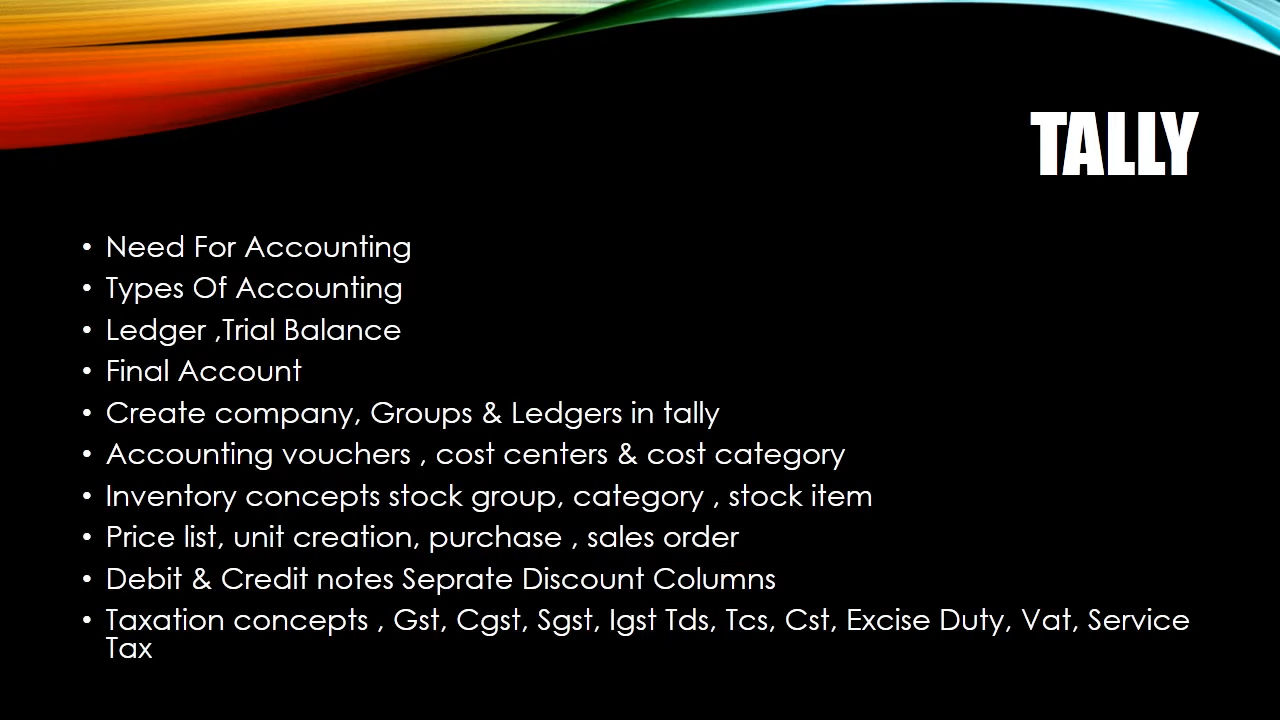 TALLY
• Need For Accounting
• Types Of Accounting
• Ledger ,Trial Balance
• Final Account
• Create company, Groups & Ledgers in tally
• Accounting vouchers , cost centers & cost category
• Inventory concepts stock group, category , stock item
• Price list, unit creation, purchase , sales order
• Debit & Credit notes Seprate Discount Columns
• Taxation concepts , Gst, Cgst, Sgst, Igst Tds, Tcs, Cst, Excise Duty, Vat, Service
Tax